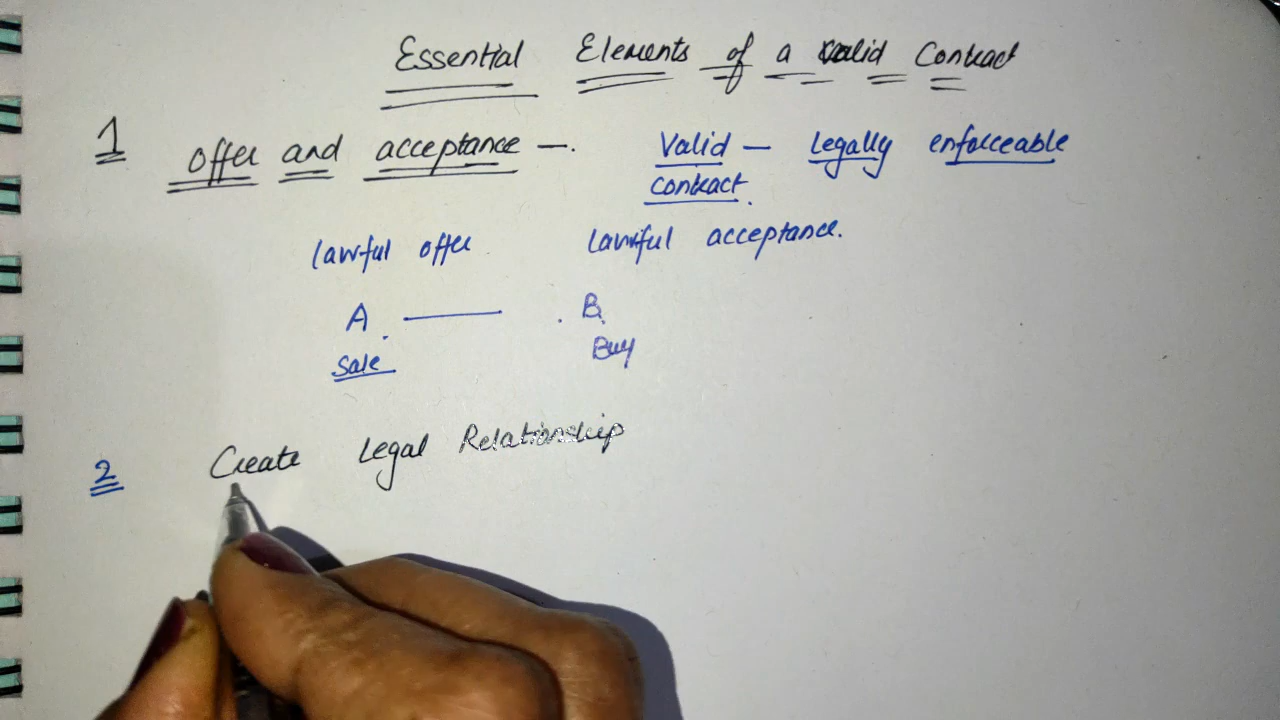 Essential Elements of a valid Contract
1 offer and acceptance -. Valid - legally enforceable
contract.
lawful offer lawful acceptance.
A B.
Sale Buy
2 Create Legal Relationship